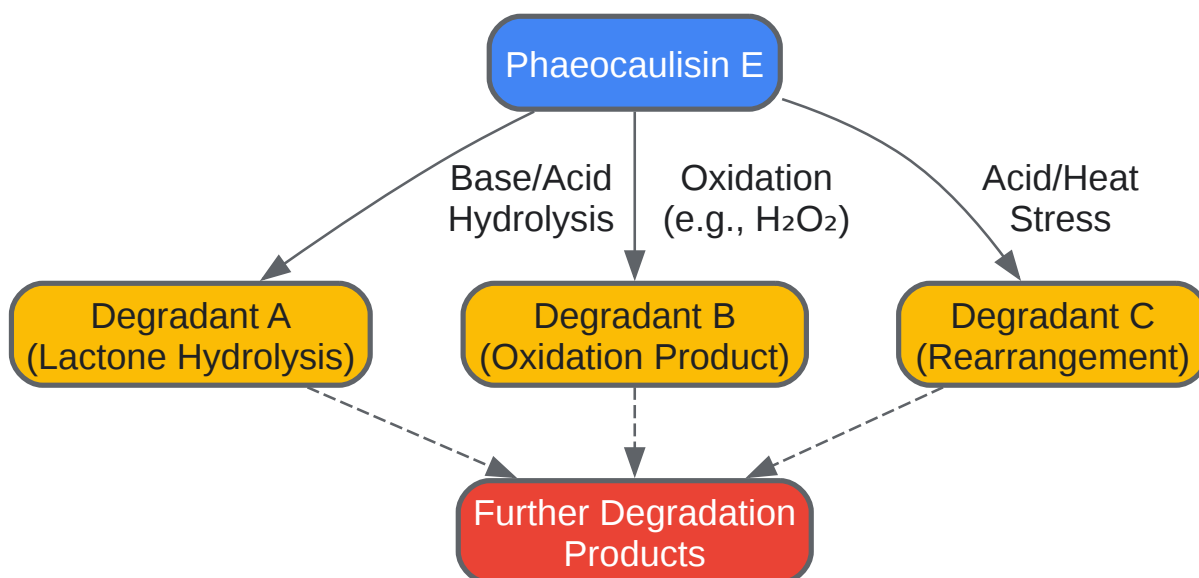 Phaeocaulisin E
Base/Acid
Hydrolysis
Oxidation
(e.g., H₂O₂)
Acid/Heat
Stress
Degradant A
(Lactone Hydrolysis)
Degradant B
(Oxidation Product)
Degradant C
(Rearrangement)
Further Degradation
Products